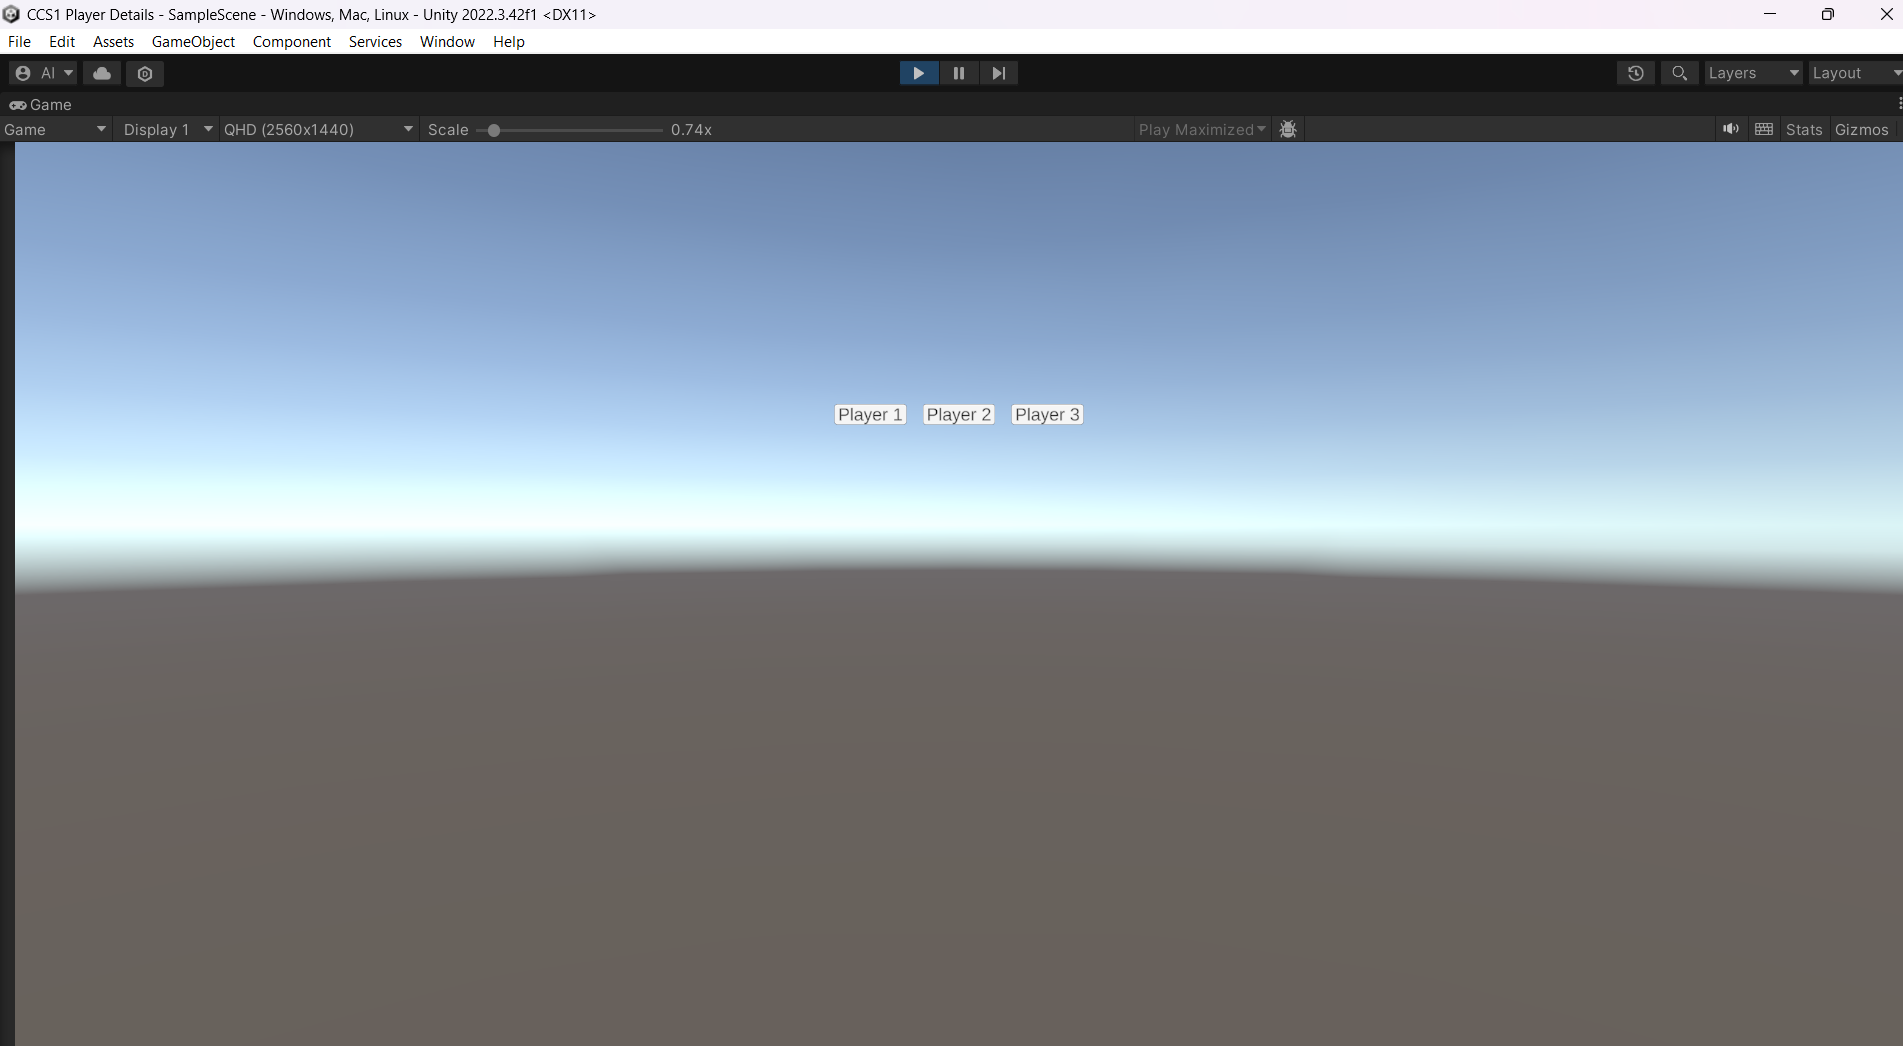 CCS1 Player Details - SampleScene - Windows, Mac, Linux - Unity 2022.3.42f1 <DX11>
File Edit Assets GameObject Component Services Window Help
AI Layers Layout
Game
Game Display 1 QHD (2560x1440) Scale 0.74x Play Maximized Stats Gizmos
Player 1 Player 2 Player 3